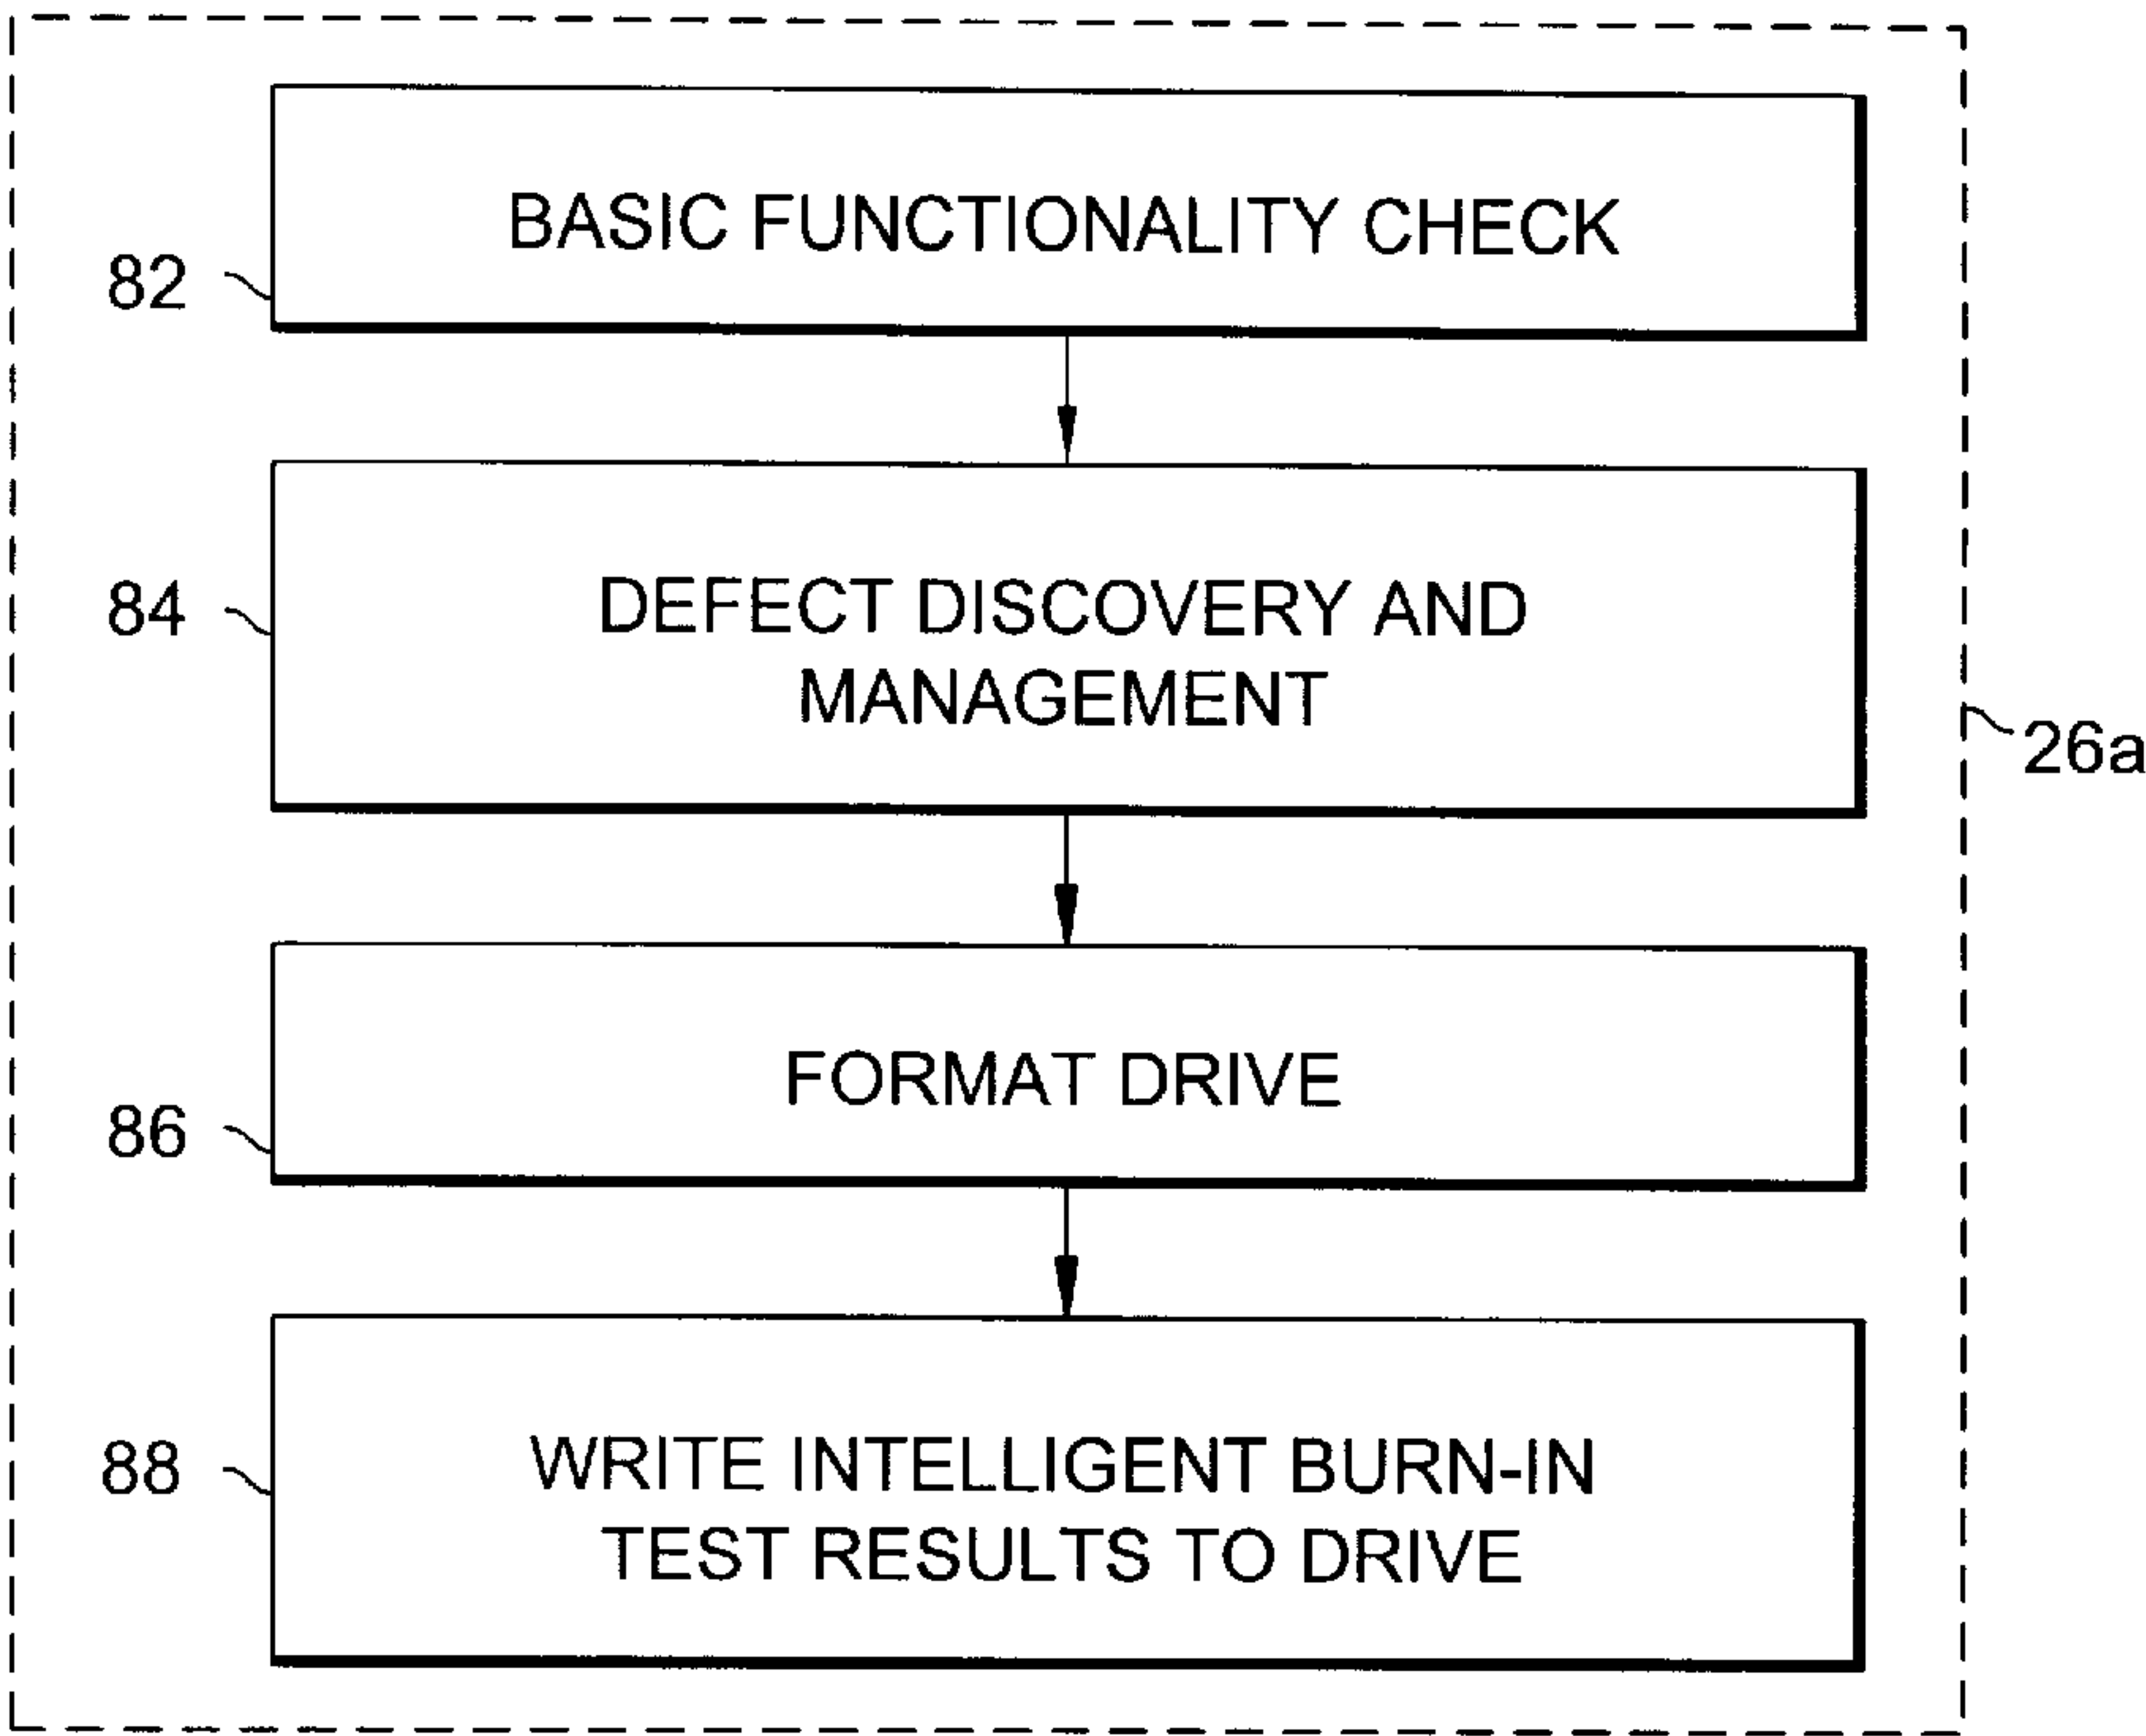 BASIC FUNCTIONALITY CHECK
82
84
DEFECT DISCOVERY AND
MANAGEMENT
26a
FORMAT DRIVE
86
88
WRITE INTELLIGENT BURN-IN
TEST RESULTS TO DRIVE